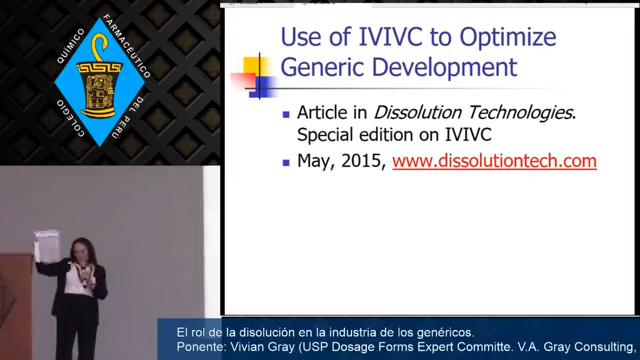 COLEGIO
QUÍMICO
FARMACEUTICO
DEL PERU
Use of IVIVC to Optimize
Generic Development
Article in Dissolution Technologies.
Special edition on IVIVC
May, 2015, www.dissolutiontech.com
El rol de la disolución en la industria de los genéricos.
Ponente: Vivian Gray (USP Dosage Forms Expert Committe. V.A. Gray Consulting,